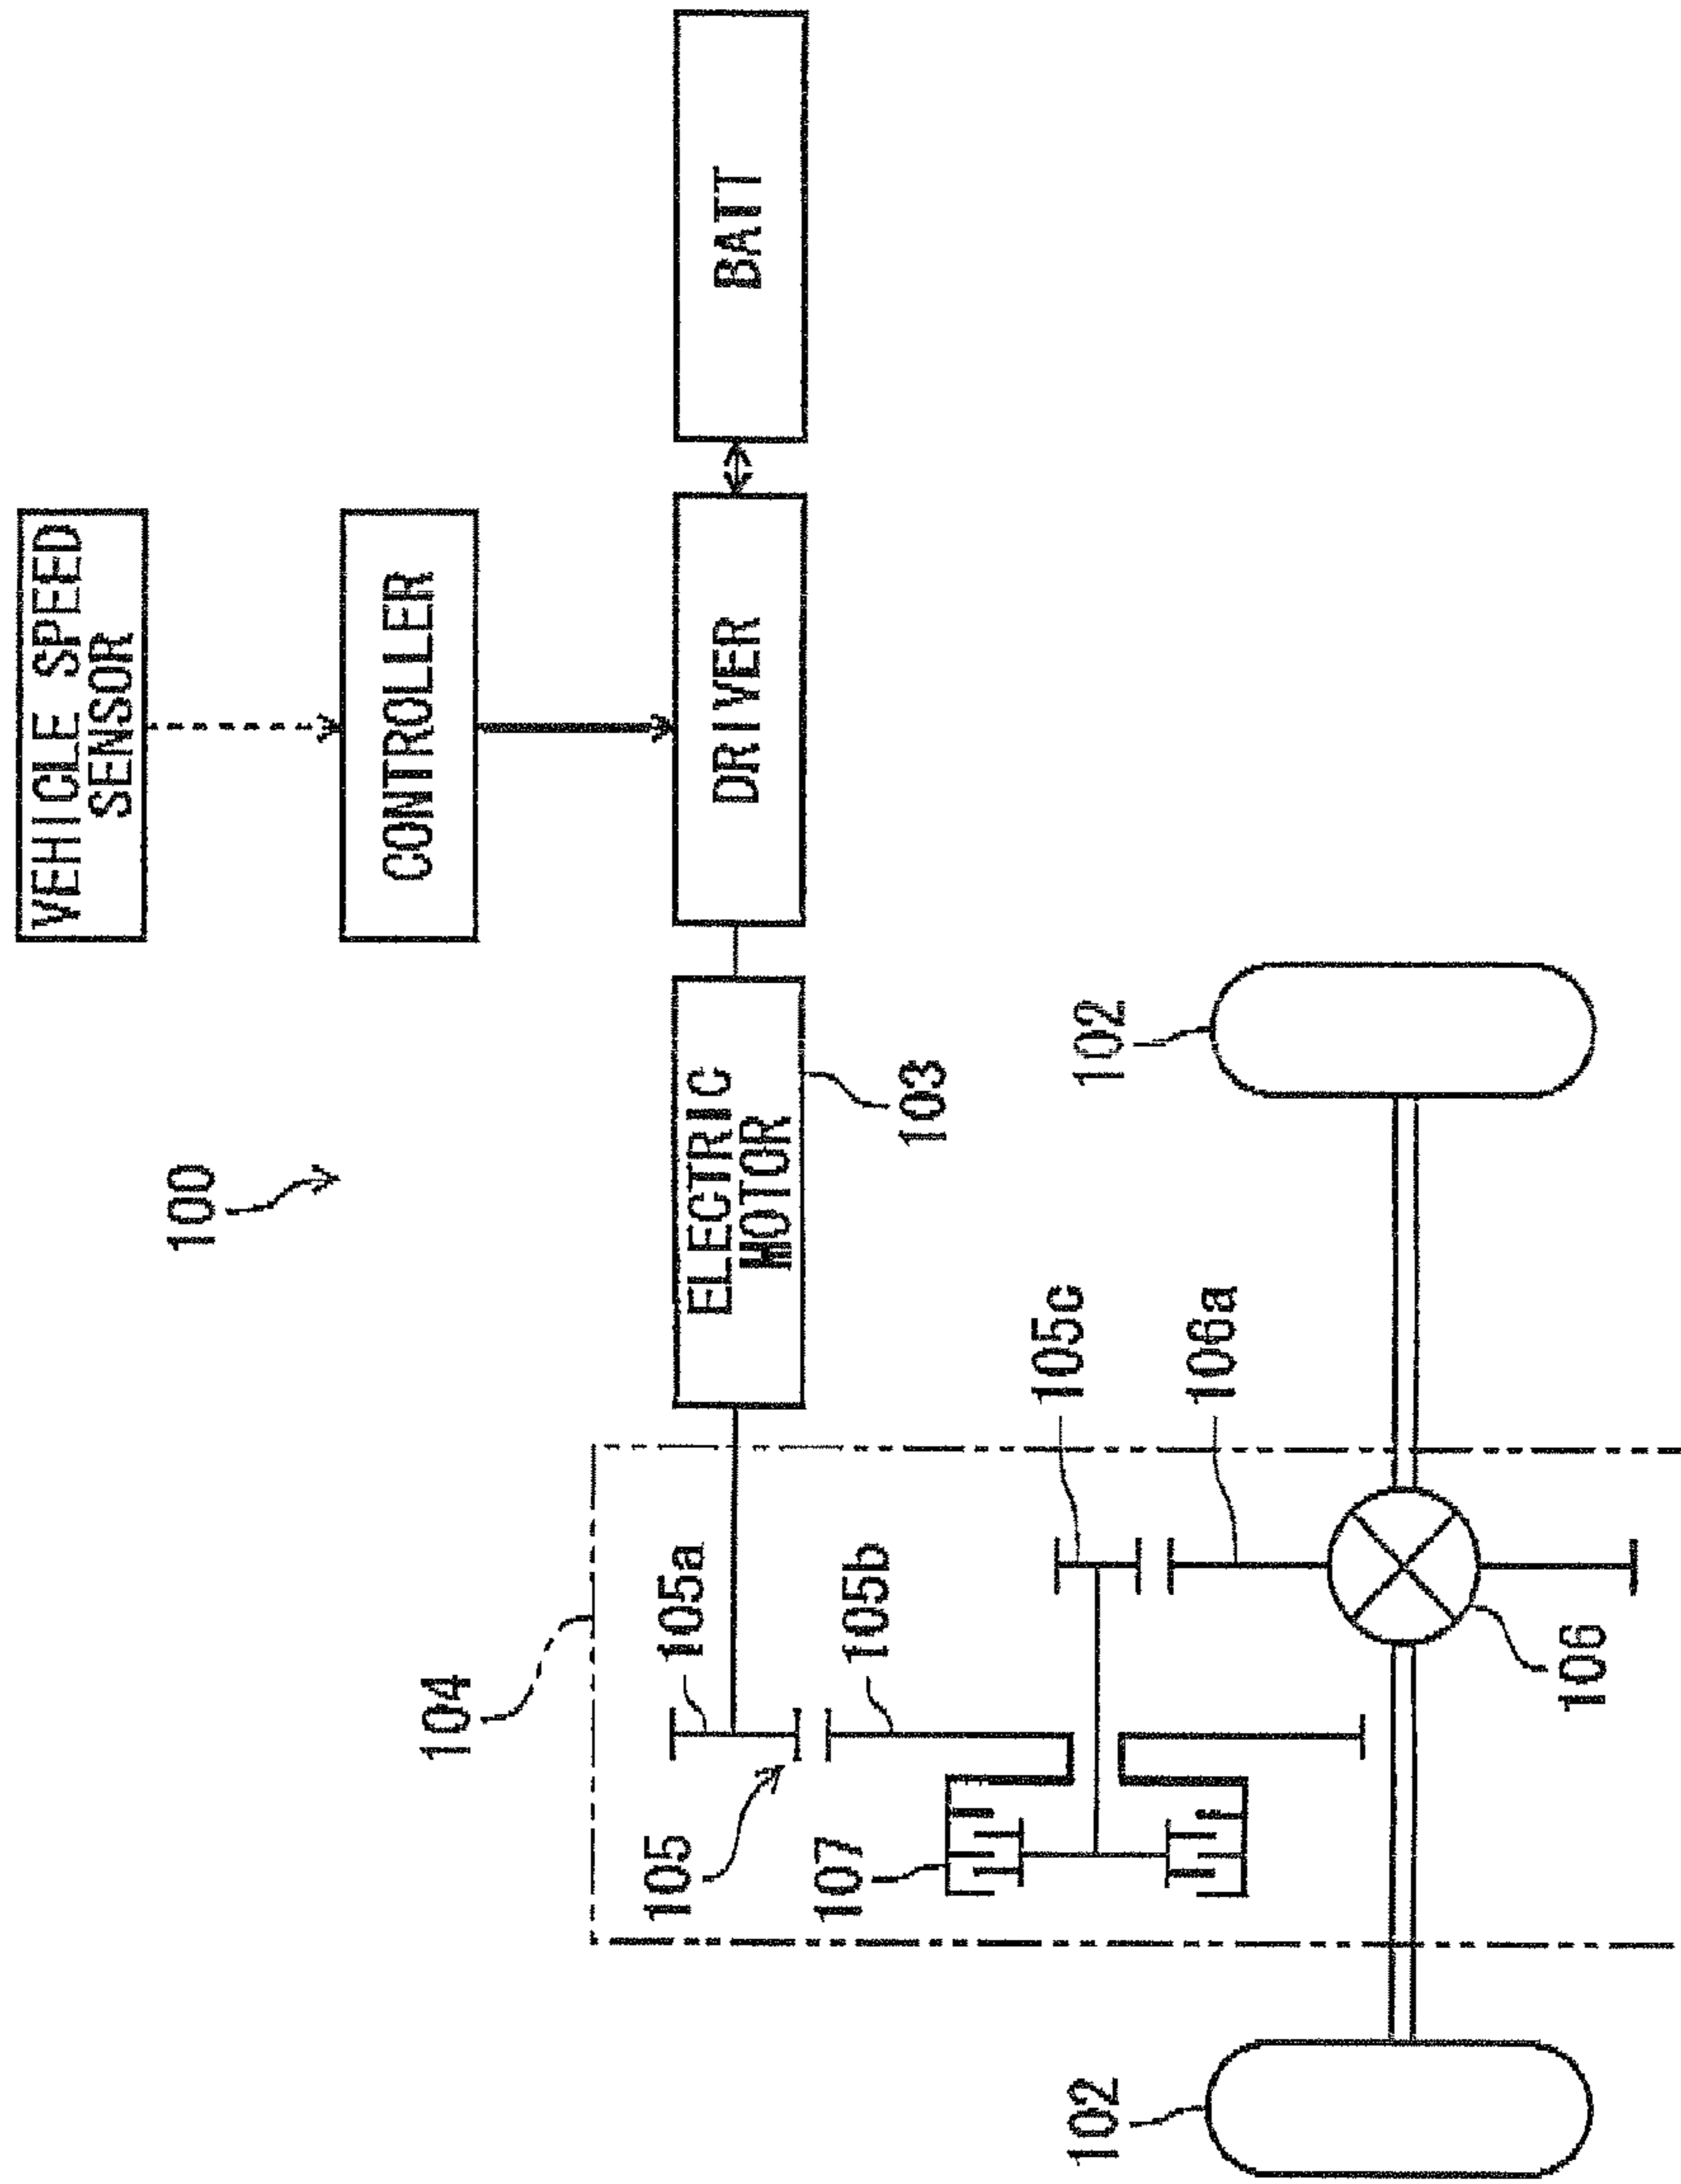 VEHICLE SPEED
SENSOR
100
CONTROLLER
104
105
105a
ELECTRIC
MOTOR
DRIVER
BATT
107
105b
103
105c
102
102
106a
106